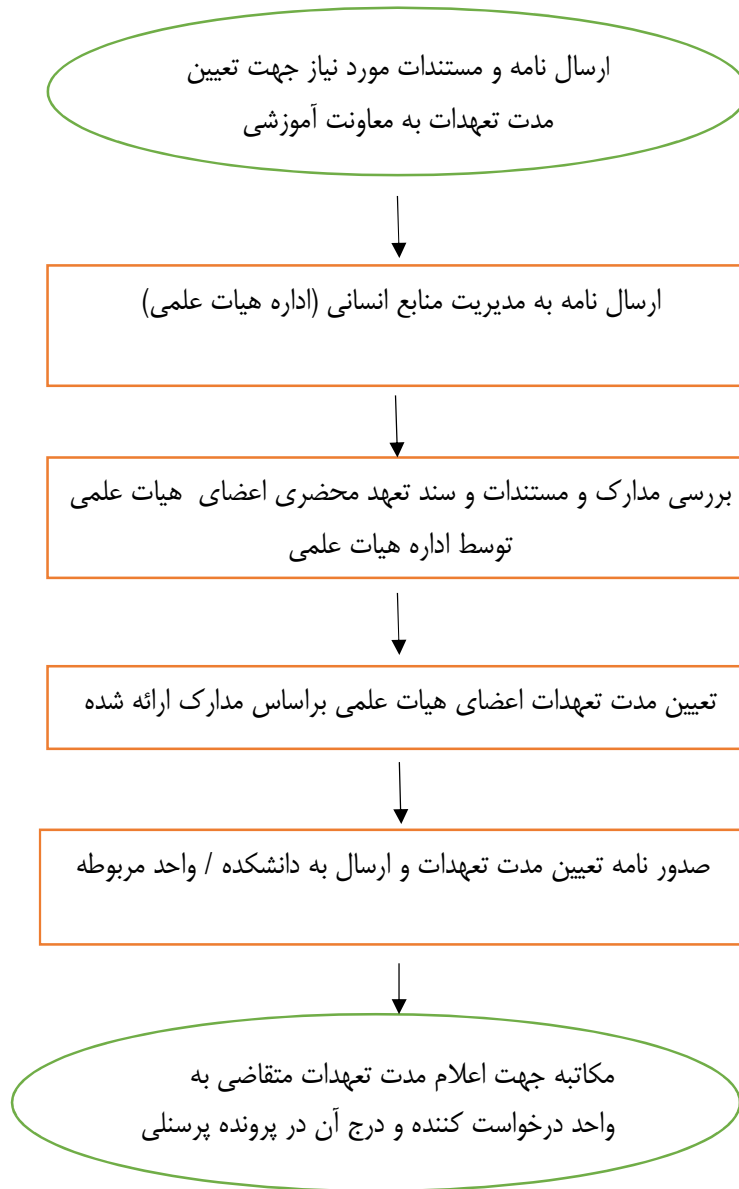 ارسال نامه و مستندات مورد نیاز جهت تعیین
مدت تعهدات به معاونت آموزشی
ارسال نامه به مدیریت منابع انسانی (اداره هیات علمی)
بررسی مدارک و مستندات و سند تعهد محضری اعضای هیات علمی
توسط اداره هیات علمی
تعیین مدت تعهدات اعضای هیات علمی براساس مدارک ارائه شده
صدور نامه تعیین مدت تعهدات و ارسال به دانشکده / واحد مربوطه
مکاتبه جهت اعلام مدت تعهدات متقاضی به
واحد درخواست کننده و درج آن در پرونده پرسنلی